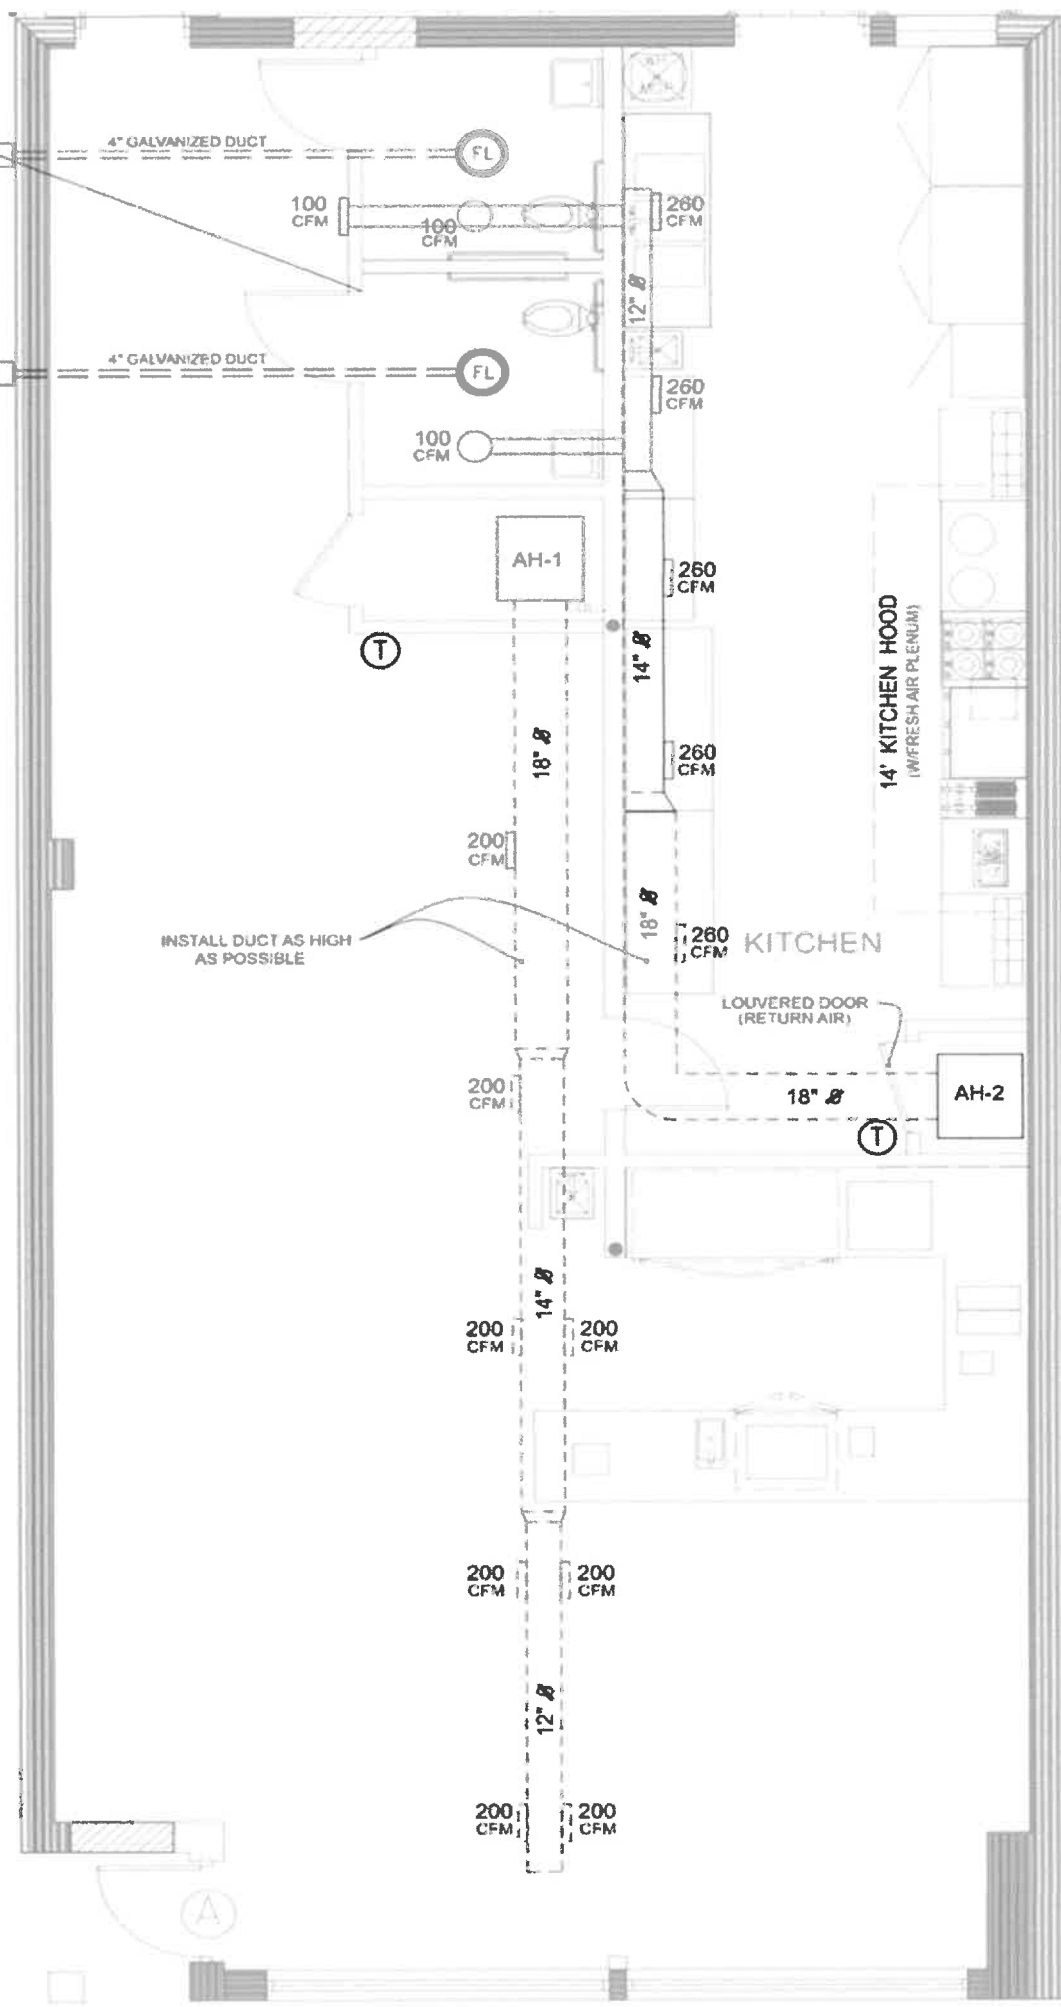 4" GALVANIZED DUCT
FL
100
CFM
100
CFM
260
CFM
12" Ø
4" GALVANIZED DUCT
FL
260
CFM
100
CFM
AH-1
260
CFM
T
14" Ø
14' KITCHEN HOOD
(W/FRESH AIR PLENUM)
18" Ø
260
CFM
200
CFM
18" Ø
INSTALL DUCT AS HIGH
AS POSSIBLE
260
CFM
KITCHEN
LOUVERED DOOR
(RETURN AIR)
200
CFM
18" Ø
AH-2
T
14" Ø
200
CFM
200
CFM
200
CFM
200
CFM
12" Ø
200
CFM
200
CFM
A